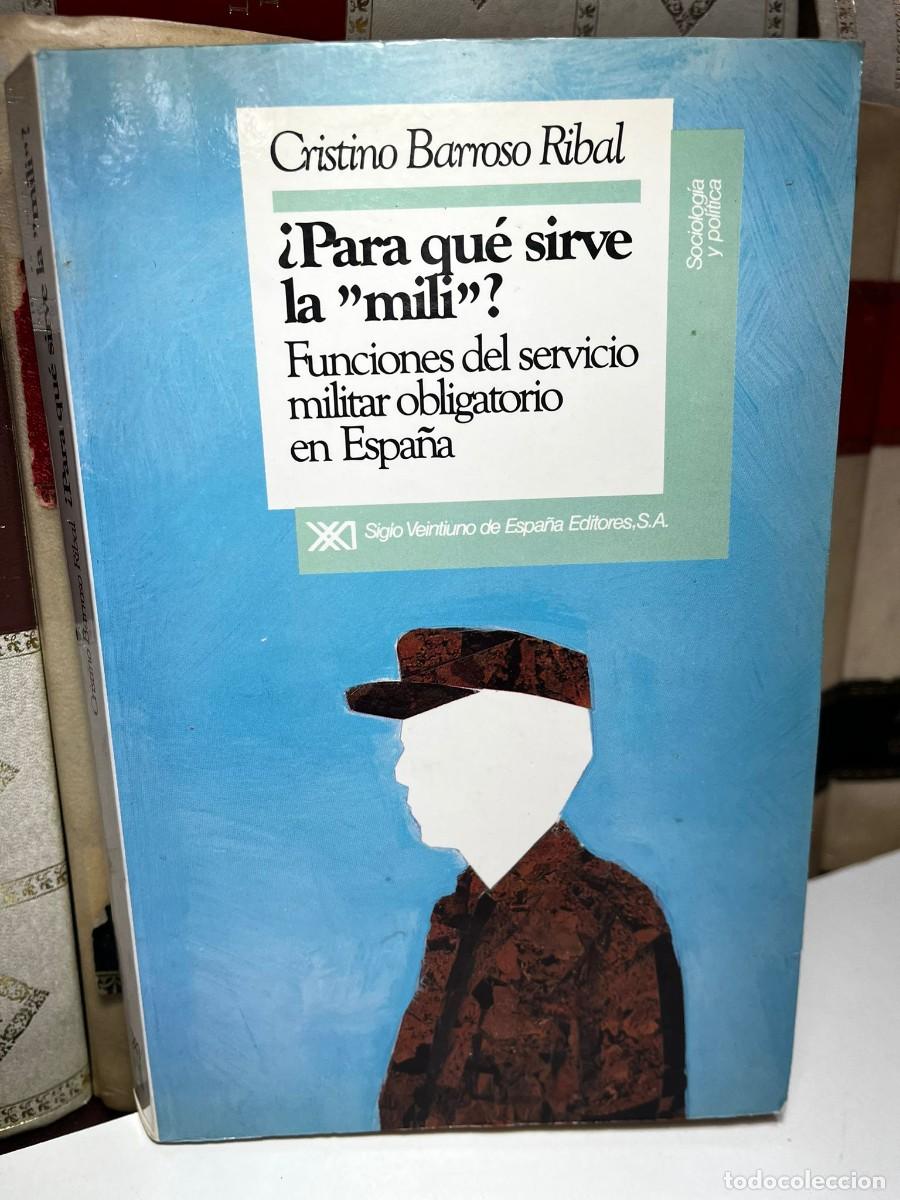 Cristino Barroso Ribal
¿Para qué sirve
la ”mili”?
Funciones del servicio
militar obligatorio
en España
Sociología
y política
Siglo Veintiuno de España Editores, S.A.
Cristino Barroso Ribal ¿Para qué sirve la "mili"?
todocoleccion